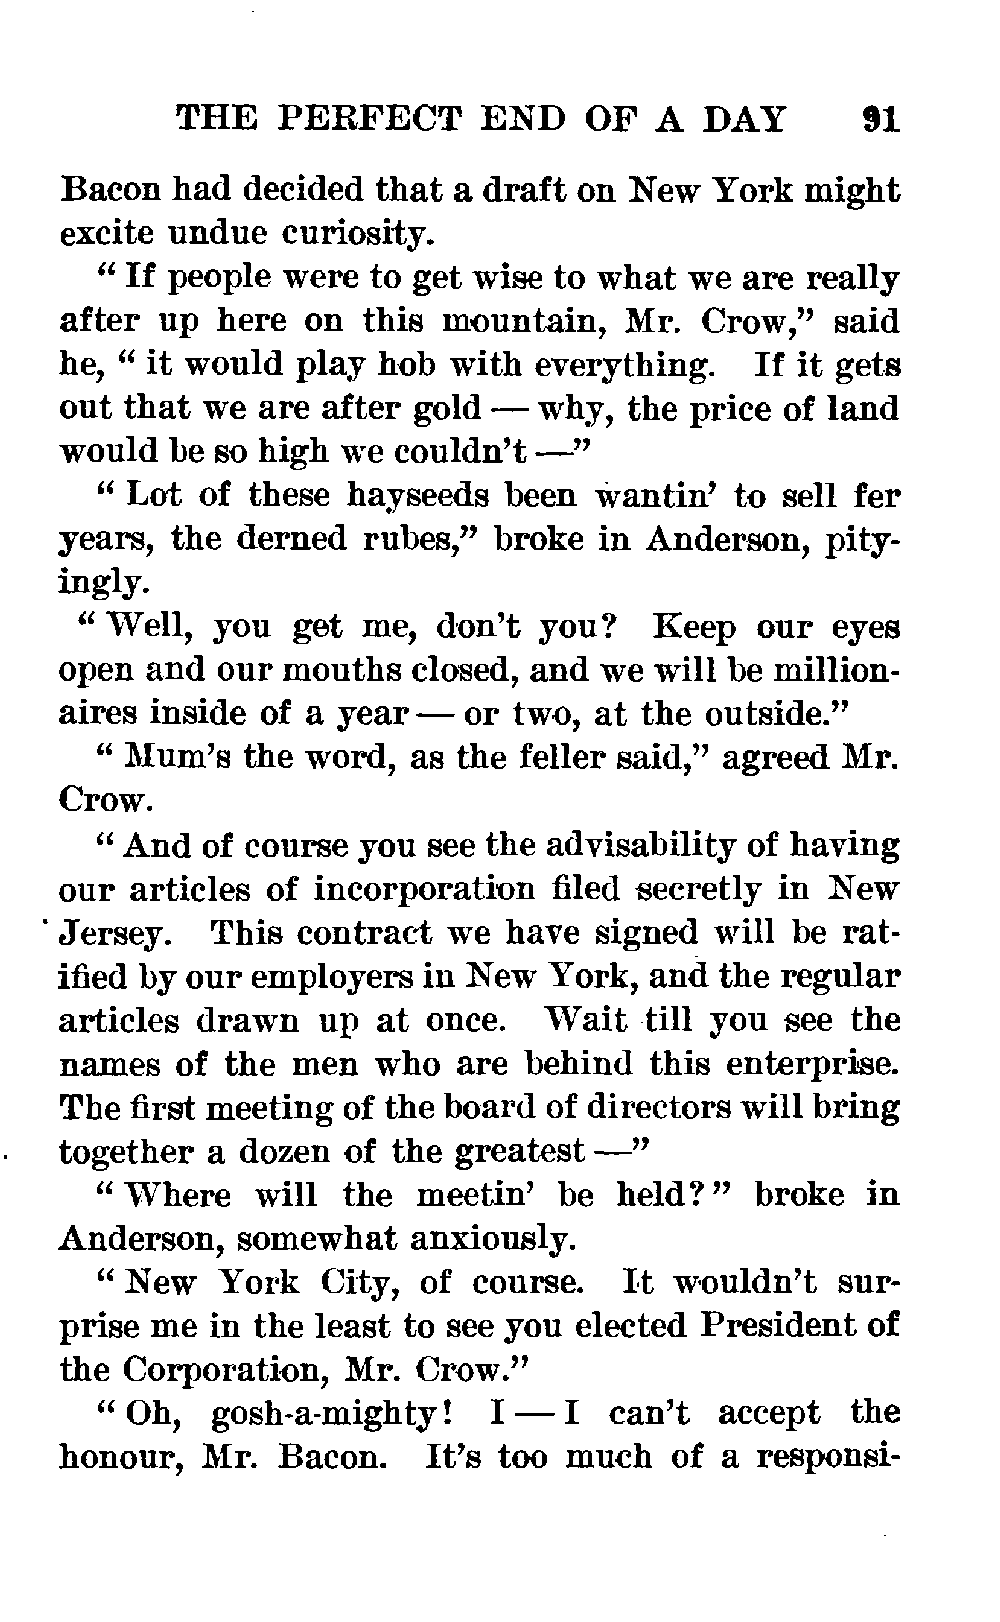 THE PERFECT END OF A DAY 91
Bacon had decided that a draft on New York might
excite undue curiosity.
“ If people were to get wise to what we are really
after up here on this mountain, Mr. Crow,” said
he, “ it would play hob with everything. If it gets
out that we are after gold — why, the price of land
would be so high we couldn’t —”
“ Lot of these hayseeds been wantin’ to sell fer
years, the derned rubes,” broke in Anderson, pity-
ingly.
“ Well, you get me, don’t you? Keep our eyes
open and our mouths closed, and we will be million-
aires inside of a year — or two, at the outside.”
“ Mum’s the word, as the feller said,” agreed Mr.
Crow.
“ And of course you see the advisability of having
our articles of incorporation filed secretly in New
Jersey. This contract we have signed will be rat-
ified by our employers in New York, and the regular
articles drawn up at once. Wait till you see the
names of the men who are behind this enterprise.
The first meeting of the board of directors will bring
together a dozen of the greatest —”
“ Where will the meetin’ be held? ” broke in
Anderson, somewhat anxiously.
“ New York City, of course. It wouldn’t sur-
prise me in the least to see you elected President of
the Corporation, Mr. Crow.”
“ Oh, gosh-a-mighty! I — I can’t accept the
honour, Mr. Bacon. It’s too much of a responsi-